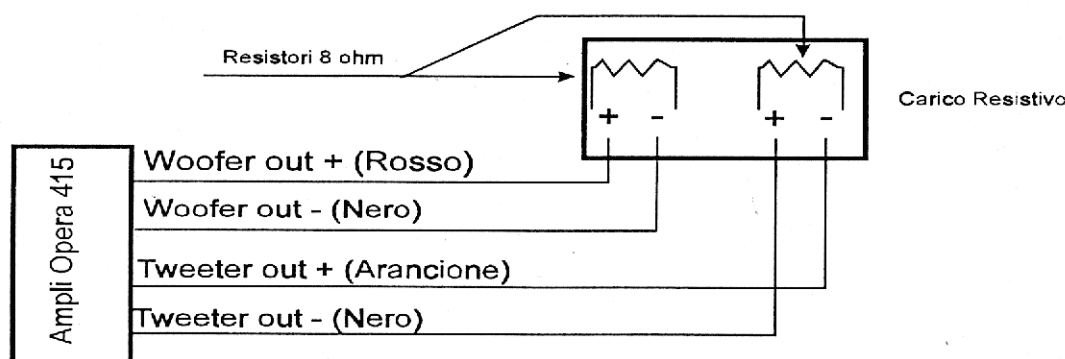 Resistori 8 ohm
+ -
+ -
Carico Resistivo
Ampli Opera 415
Woofer out + (Rosso)
Woofer out - (Nero)
Tweeter out + (Arancione)
Tweeter out - (Nero)